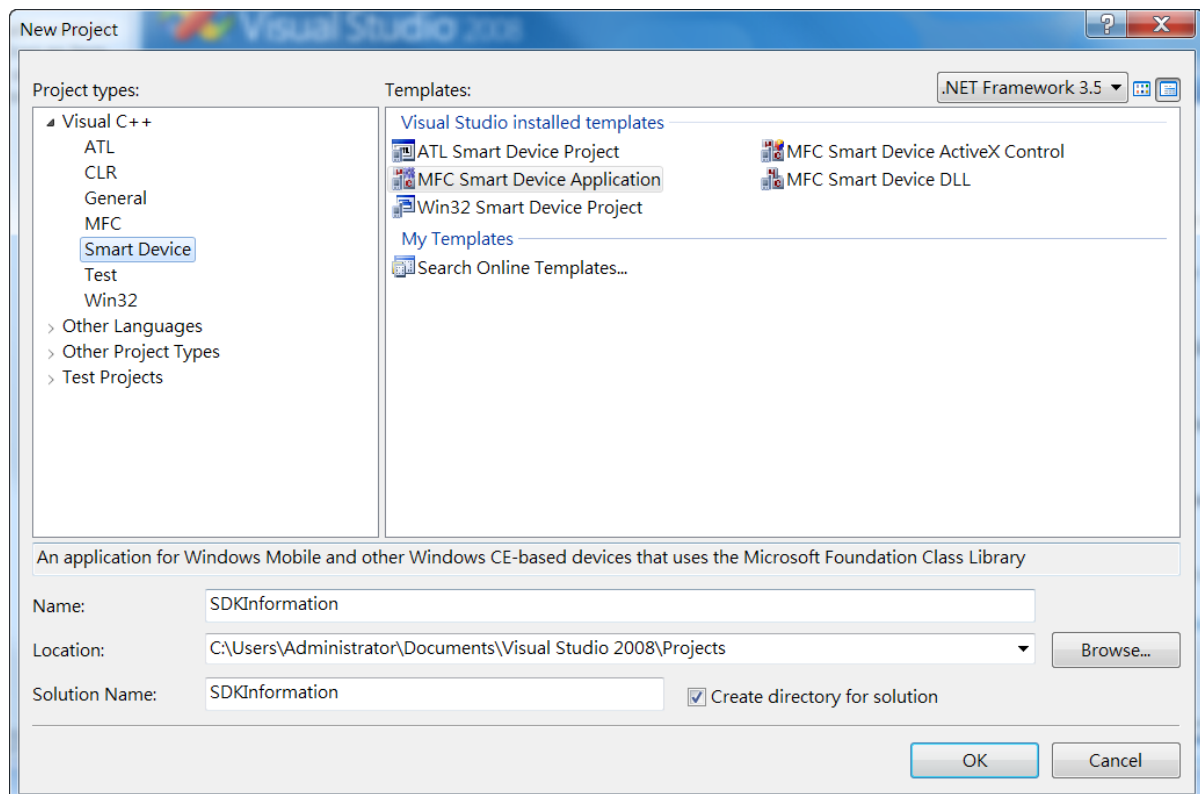 New Project
Visual Studio 2008
Project types:
Templates:
.NET Framework 3.5
Visual C++
ATL
CLR
General
MFC
Smart Device
Test
Win32
Other Languages
Other Project Types
Test Projects
Visual Studio installed templates
ATL Smart Device Project
MFC Smart Device ActiveX Control
MFC Smart Device Application
MFC Smart Device DLL
Win32 Smart Device Project
My Templates
Search Online Templates...
An application for Windows Mobile and other Windows CE-based devices that uses the Microsoft Foundation Class Library
Name:
SDKInformation
Location:
C:\Users\Administrator\Documents\Visual Studio 2008\Projects
Browse...
Solution Name:
SDKInformation
Create directory for solution
OK
Cancel